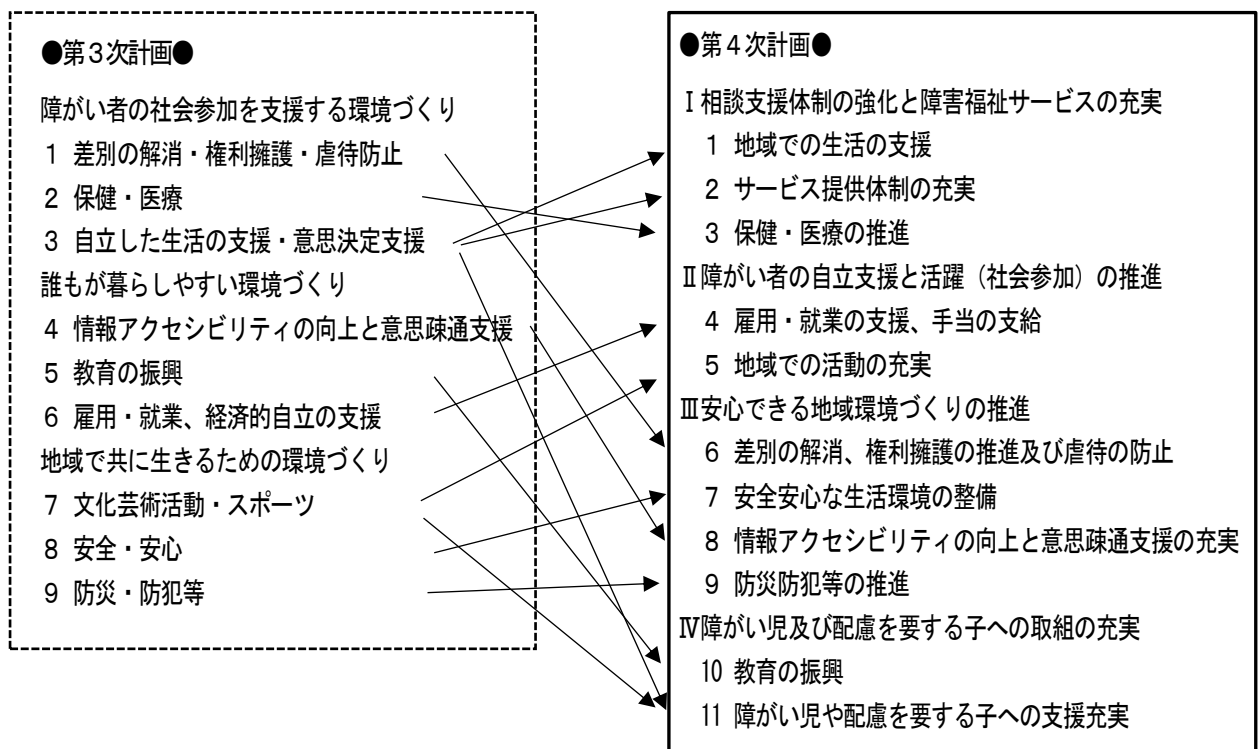 ●第３次計画●
障がい者の社会参加を支援する環境づくり
１ 差別の解消・権利擁護・虐待防止
２ 保健・医療
３ 自立した生活の支援・意思決定支援
誰もが暮らしやすい環境づくり
４ 情報アクセシビリティの向上と意思疎通支援
５ 教育の振興
６ 雇用・就業、経済的自立の支援
地域で共に生きるための環境づくり
７ 文化芸術活動・スポーツ
８ 安全・安心
９ 防災・防犯等
●第４次計画●
Ⅰ相談支援体制の強化と障害福祉サービスの充実
１ 地域での生活の支援
２ サービス提供体制の充実
３ 保健・医療の推進
Ⅱ障がい者の自立支援と活躍（社会参加）の推進
４ 雇用・就業の支援、手当の支給
５ 地域での活動の充実
Ⅲ安心できる地域環境づくりの推進
６ 差別の解消、権利擁護の推進及び虐待の防止
７ 安全安心な生活環境の整備
８ 情報アクセシビリティの向上と意思疎通支援の充実
９ 防災防犯等の推進
Ⅳ障がい児及び配慮を要する子への取組の充実
10 教育の振興
11 障がい児や配慮を要する子への支援充実